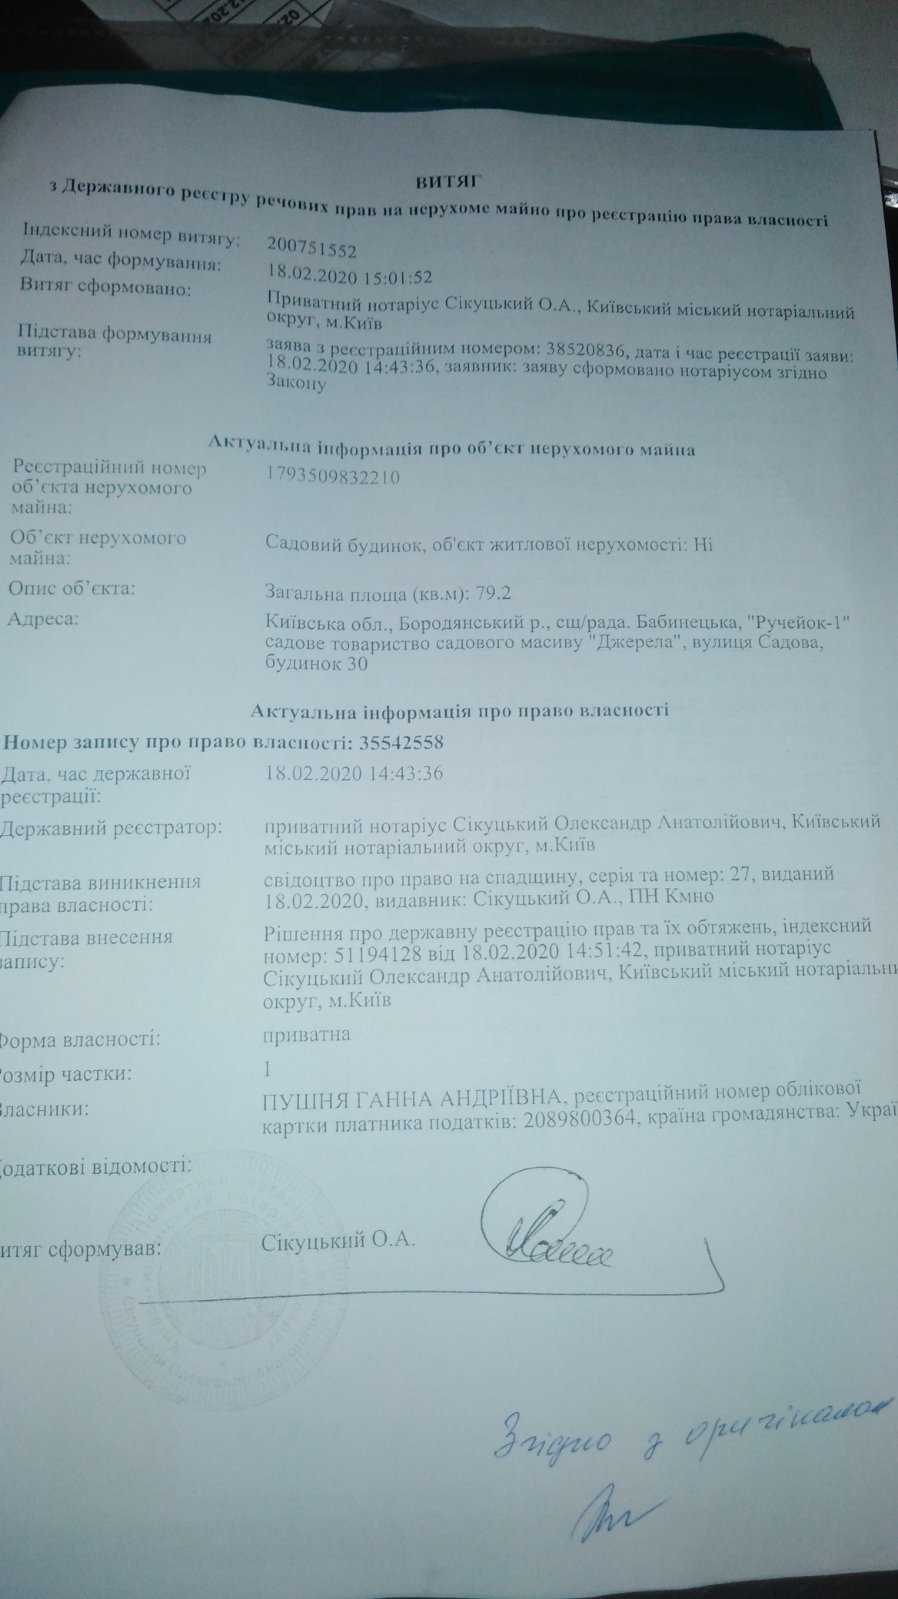 ВИТЯГ
з Державного реєстру речових прав на нерухоме майно про реєстрацію права власності
Індексний номер витягу: 200751552
Дата, час формування: 18.02.2020 15:01:52
Витяг сформовано: Приватний нотаріус Сікуцький О.А., Київський міський нотаріальний
округ, м.Київ
Підстава формування
витягу:
заява з реєстраційним номером: 38520836, дата і час реєстрації заяви:
18.02.2020 14:43:36, заявник: заяву сформовано нотаріусом згідно
Закону
Актуальна інформація про об'єкт нерухомого майна
Реєстраційний номер
об'єкта нерухомого
майна:
1793509832210
Об'єкт нерухомого
майна:
Садовий будинок, об'єкт житлової нерухомості: Ні
Опис об'єкта: Загальна площа (кв.м): 79.2
Адреса: Київська обл., Бородянський р., сщ/рада. Бабинецька, "Ручейок-1"
садове товариство садового масиву "Джерела", вулиця Садова,
будинок 30
Актуальна інформація про право власності
Номер запису про право власності: 35542558
Дата, час державної
реєстрації:
18.02.2020 14:43:36
Державний реєстратор: приватний нотаріус Сікуцький Олександр Анатолійович, Київський
міський нотаріальний округ, м.Київ
Підстава виникнення
права власності:
свідоцтво про право на спадщину, серія та номер: 27, виданий
18.02.2020, видавник: Сікуцький О.А., ПН Кмно
Підстава внесення
запису:
Рішення про державну реєстрацію прав та їх обтяжень, індексний
номер: 51194128 від 18.02.2020 14:51:42, приватний нотаріус
Сікуцький Олександр Анатолійович, Київський міський нотаріальни
округ, м.Київ
Форма власності: приватна
Розмір частки: 1
Власники: ПУШНЯ ГАННА АНДРІЇВНА, реєстраційний номер облікової
картки платника податків: 2089800364, країна громадянства: Украї
Додаткові відомості:
витяг сформував: Сікуцький О.А.
Згідно з оригіналом